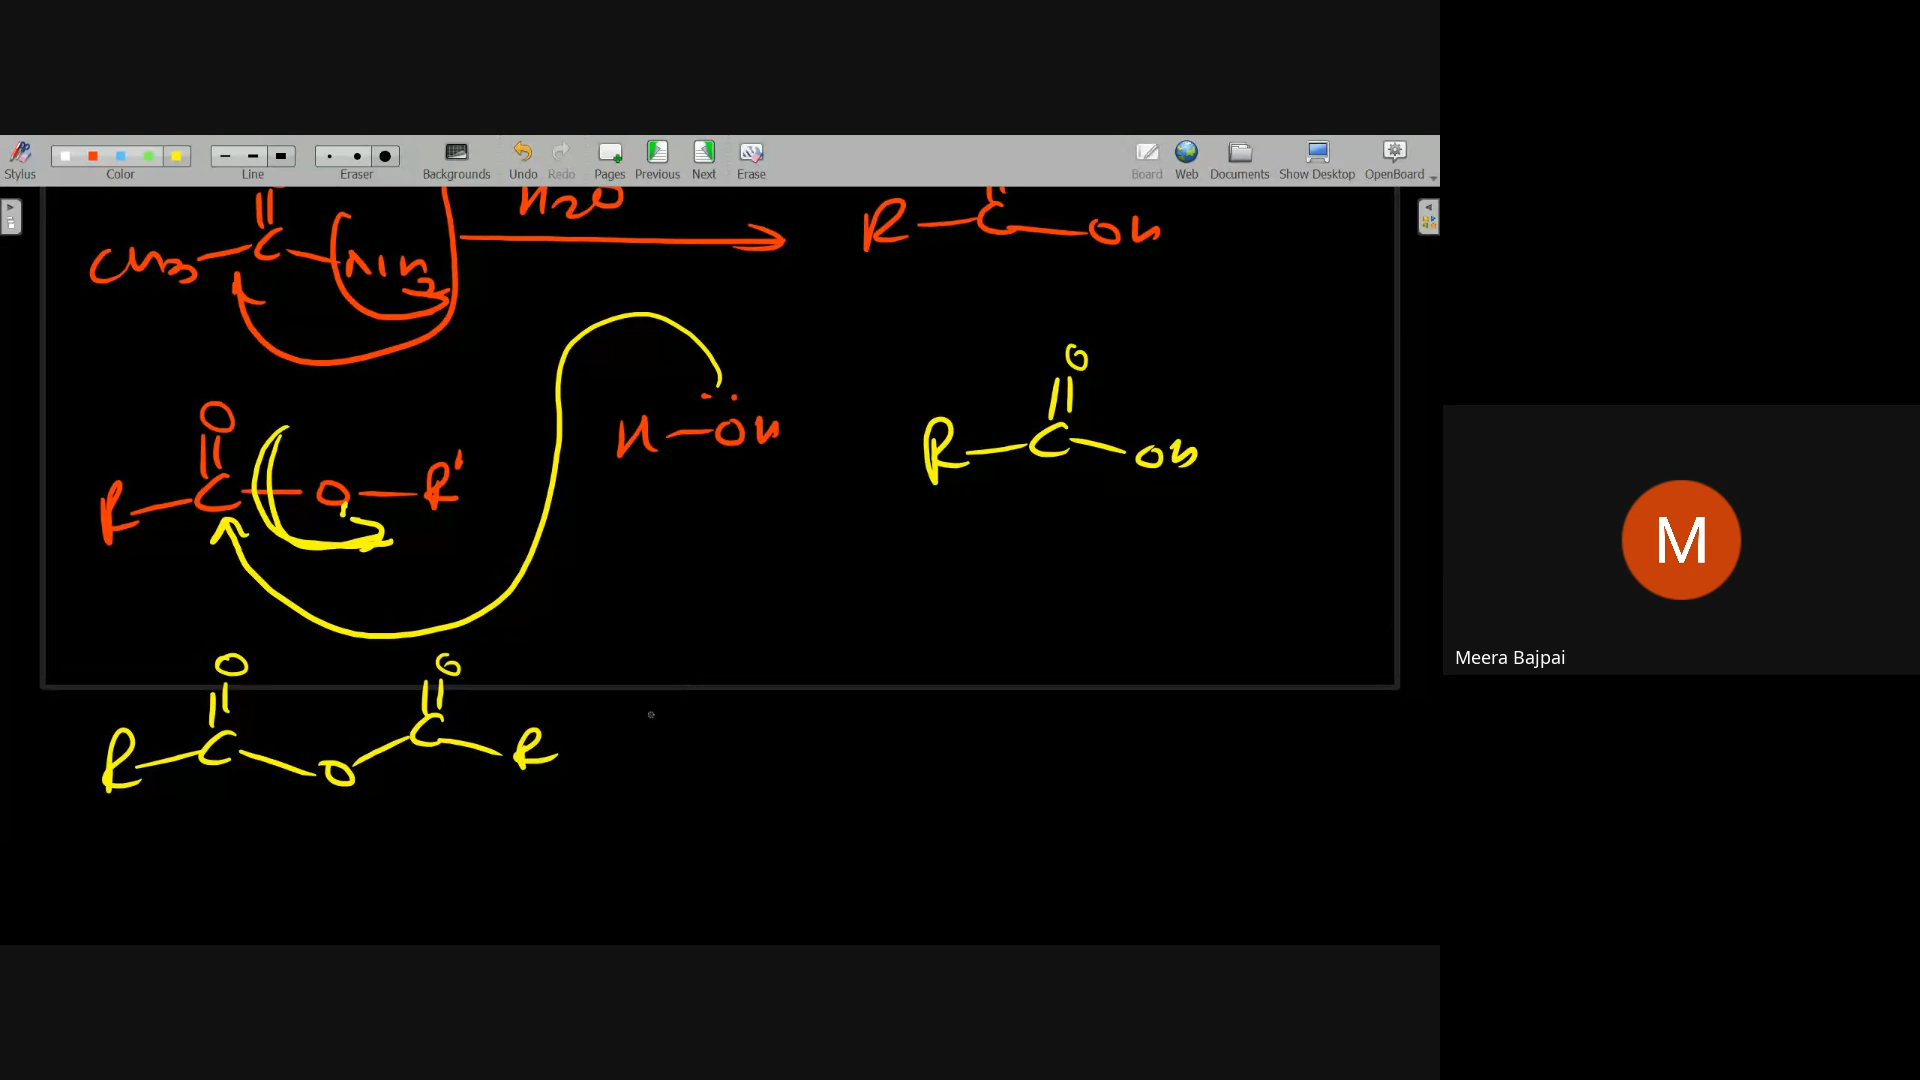 Stylus Color Line Eraser Backgrounds Undo Redo Pages Previous Next Erase Board Web Documents Show Desktop OpenBoard
H2O
CH3 - C - NH2
R - C - OH
O
O
H - OH
R - C - OH
R - C - O - R'
M
Meera Bajpai
O O
R - C - O - C - R